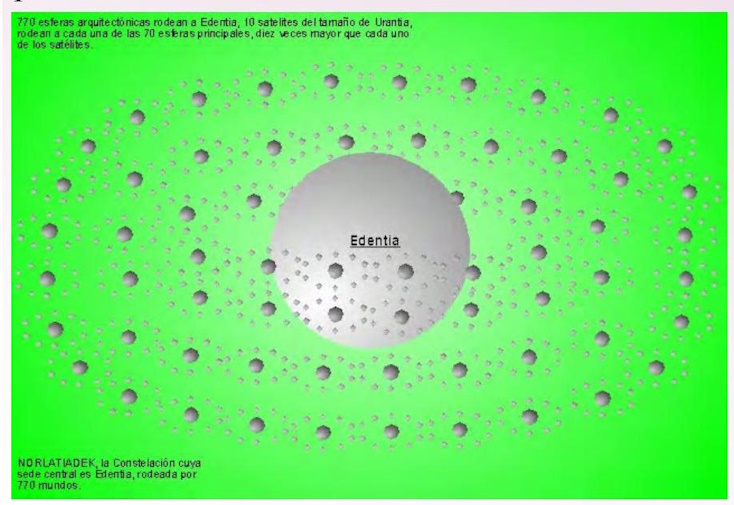 770 esferas arquitectónicas rodean a Edentia, 10 satelites del tamaño de Urantia,
rodean a cada una de las 70 esferas principales, diez veces mayor que cada uno
de los satélites.
Edentia
NORLATIADEK, la Constelación cuya
sede central es Edentia, rodeada por
770 mundos.